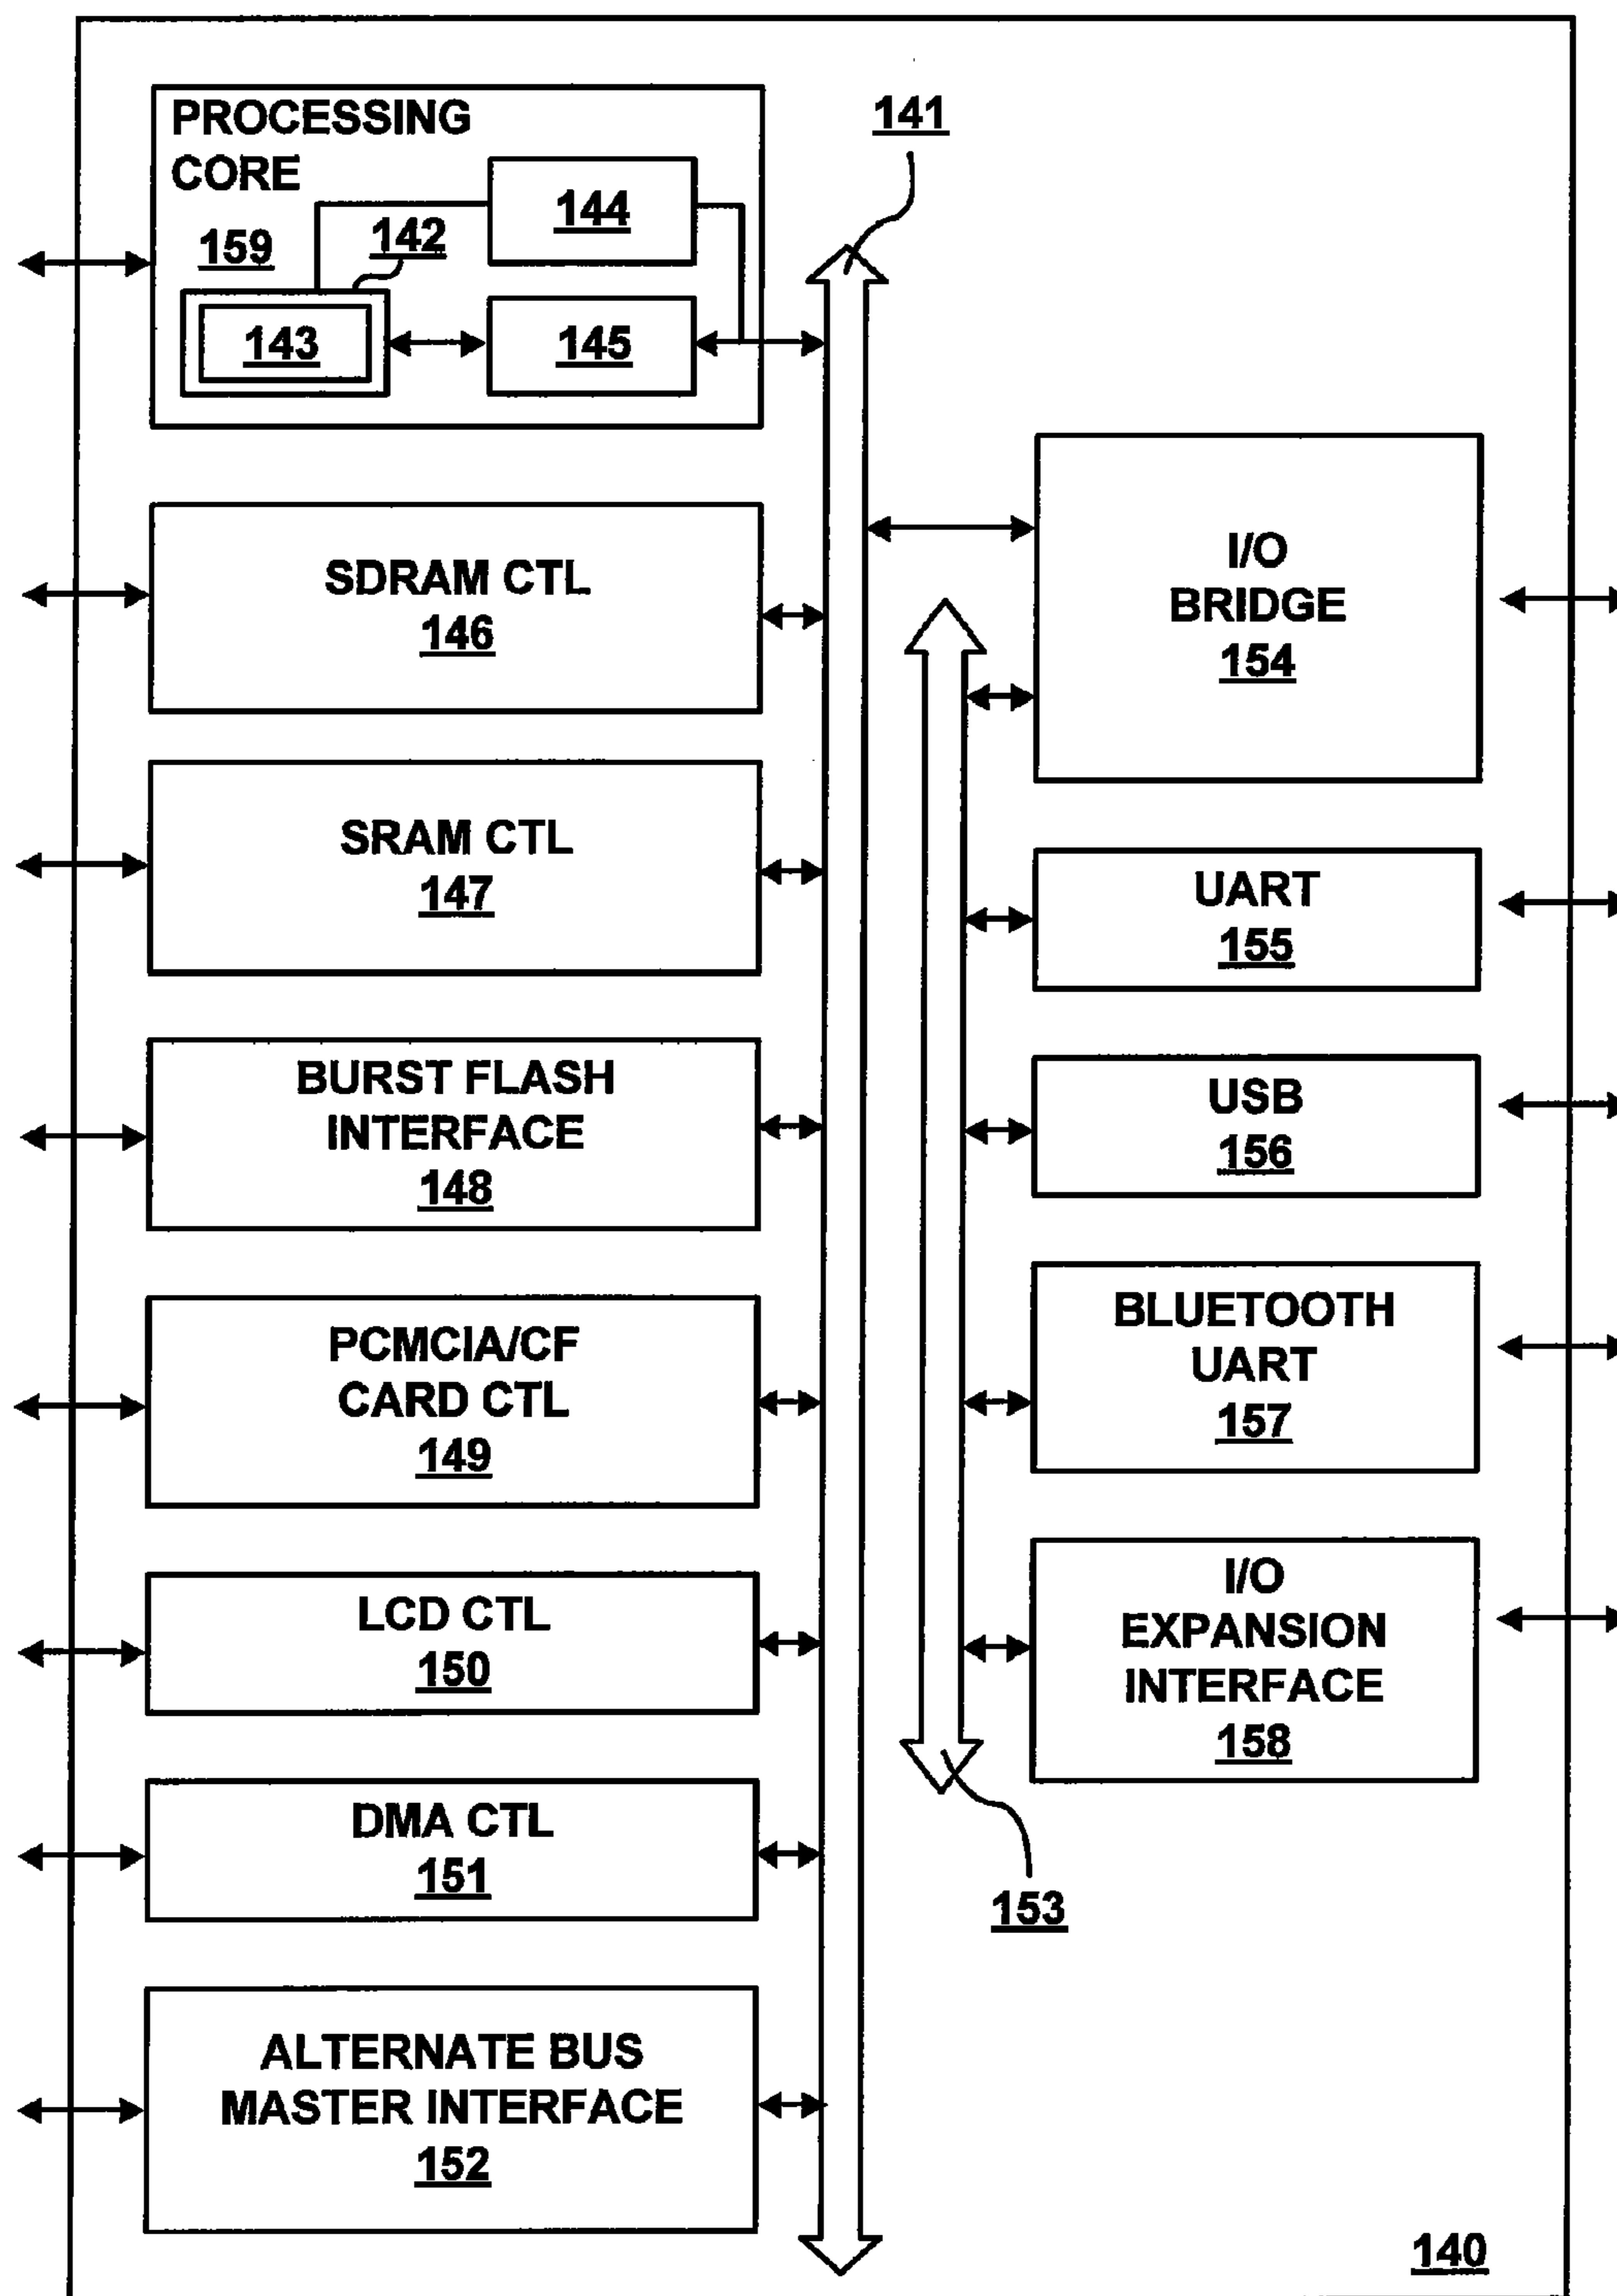 PROCESSING
CORE
159
142
144
143
145
141
SDRAM CTL
146
SRAM CTL
147
BURST FLASH
INTERFACE
148
PCMCIA/CF
CARD CTL
149
LCD CTL
150
DMA CTL
151
ALTERNATE BUS
MASTER INTERFACE
152
I/O
BRIDGE
154
UART
155
USB
156
BLUETOOTH
UART
157
I/O
EXPANSION
INTERFACE
158
153
140